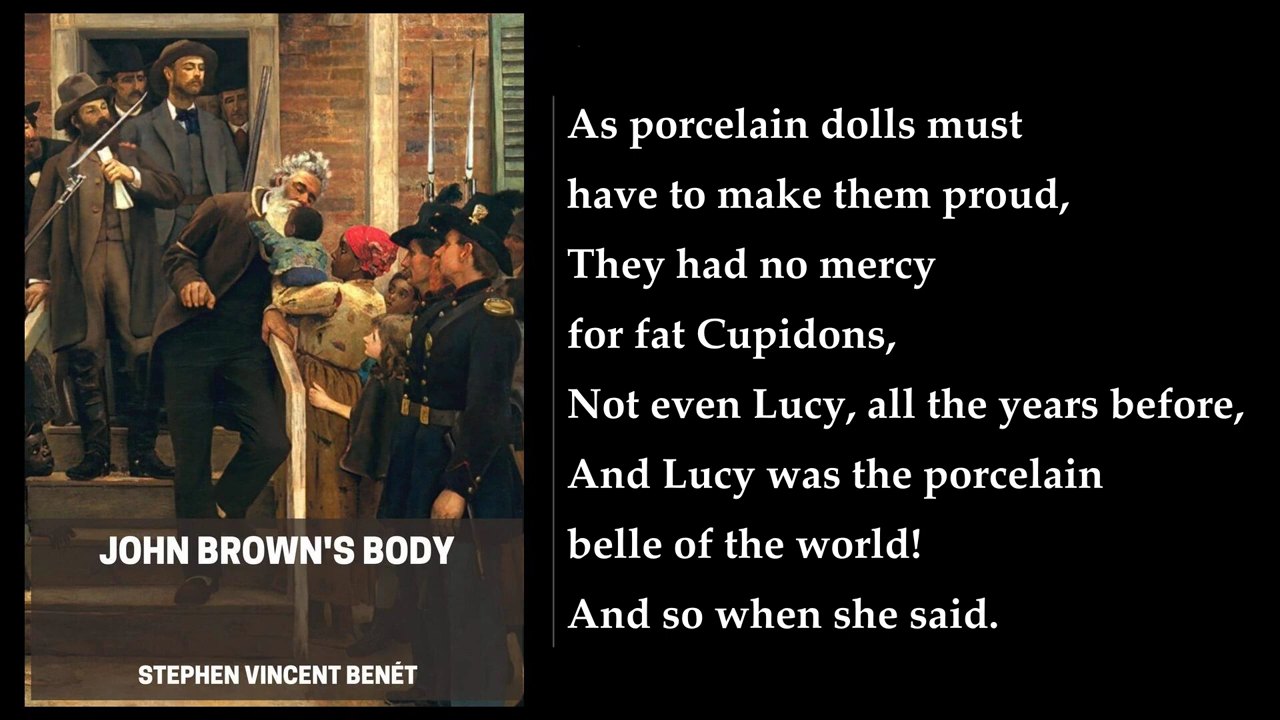 JOHN BROWN'S BODY
STEPHEN VINCENT BENÉT
As porcelain dolls must
have to make them proud,
They had no mercy
for fat Cupidons,
Not even Lucy, all the years before,
And Lucy was the porcelain
belle of the world!
And so when she said.